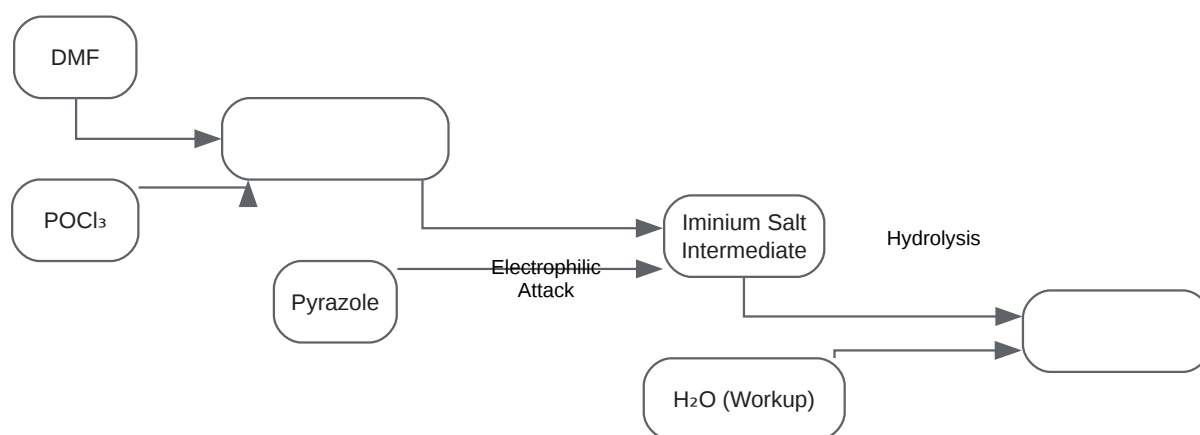 DMF
POCl₃
Iminium Salt
Intermediate
Hydrolysis
Electrophilic
Attack
Pyrazole
H₂O (Workup)